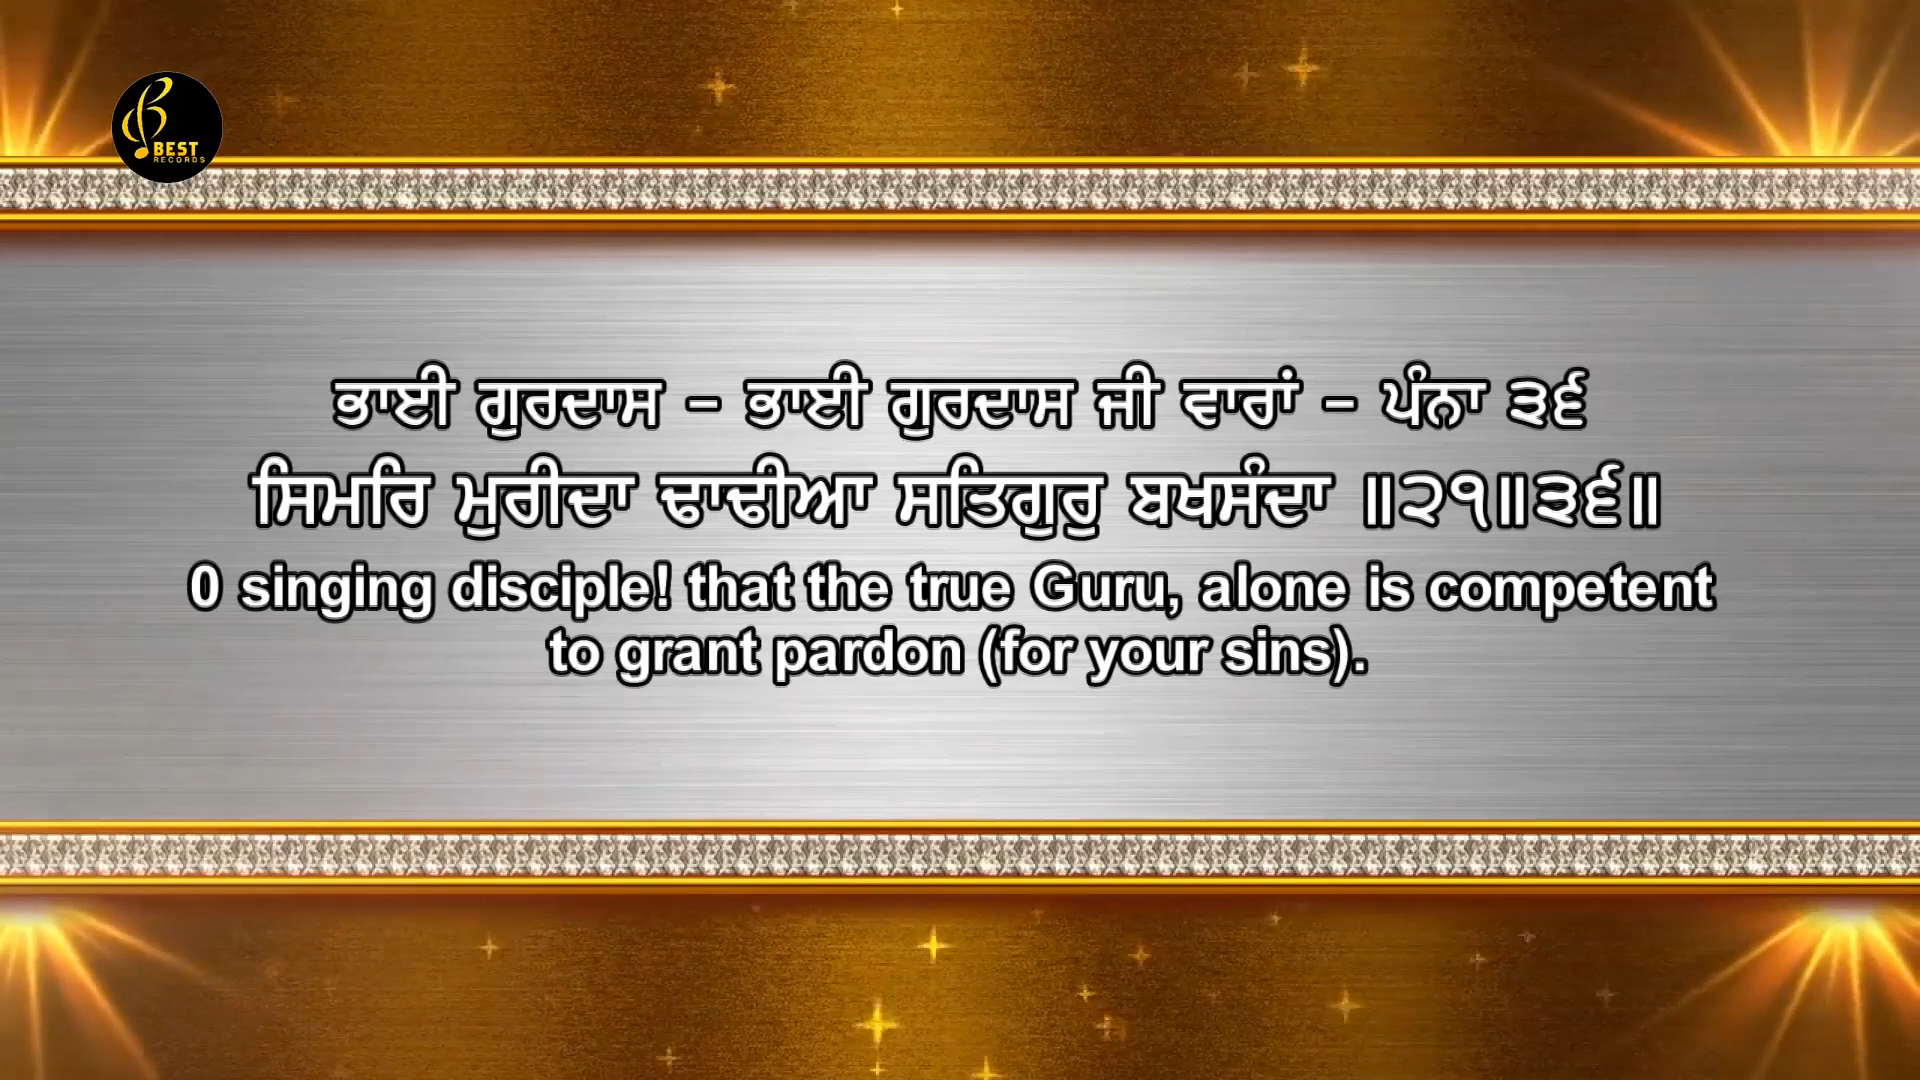 BEST
RECORDS
ਭਾਈ ਗੁਰਦਾਸ - ਭਾਈ ਗੁਰਦਾਸ ਜੀ ਵਾਰਾਂ - ਪੰਨਾ ੩੬
ਸਿਮਰਿ ਮੁਰੀਦਾ ਢਾਢੀਆ ਸਤਿਗੁਰੁ ਬਖਸੰਦਾ ॥੨੧॥੩੬॥
0 singing disciple! that the true Guru, alone is competent
to grant pardon (for your sins).